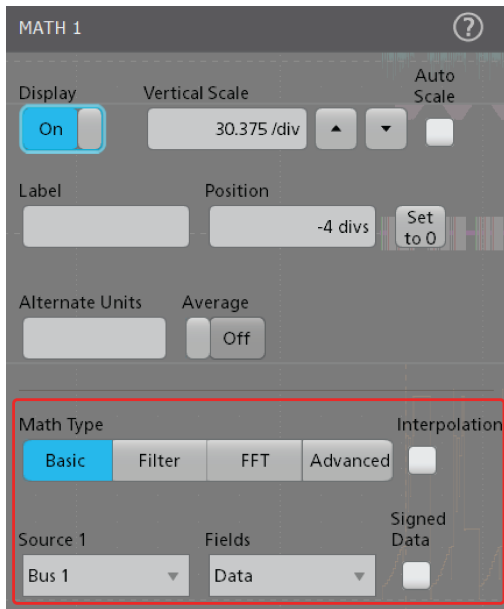 MATH 1 ?
Auto
Display Vertical Scale Scale
On 30.375 /div
Label Position
-4 divs Set
to 0
Alternate Units Average
Off
Math Type Interpolation
Basic Filter FFT Advanced
Signed
Source 1 Fields Data
Bus 1 Data